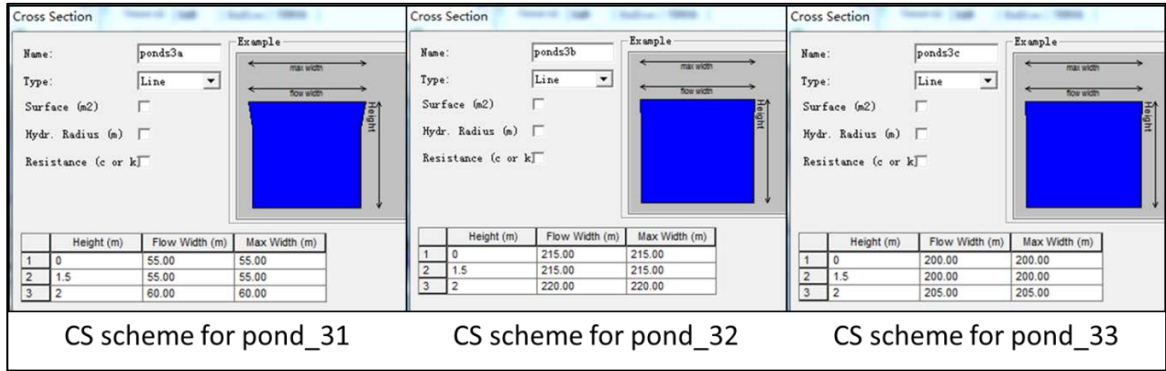 Cross Section
Name: ponds3a
Type: Line
Surface (m2)
Hydr. Radius (m)
Resistance (c or k)
Example
max width
flow width
Height
Height (m) Flow Width (m) Max Width (m)
1 0 55.00 55.00
2 1.5 55.00 55.00
3 2 60.00 60.00
CS scheme for pond_31
Cross Section
Name: ponds3b
Type: Line
Surface (m2)
Hydr. Radius (m)
Resistance (c or k)
Example
max width
flow width
Height
Height (m) Flow Width (m) Max Width (m)
1 0 215.00 215.00
2 1.5 215.00 215.00
3 2 220.00 220.00
CS scheme for pond_32
Cross Section
Name: ponds3c
Type: Line
Surface (m2)
Hydr. Radius (m)
Resistance (c or k)
Example
max width
flow width
Height
Height (m) Flow Width (m) Max Width (m)
1 0 200.00 200.00
2 1.5 200.00 200.00
3 2 205.00 205.00
CS scheme for pond_33